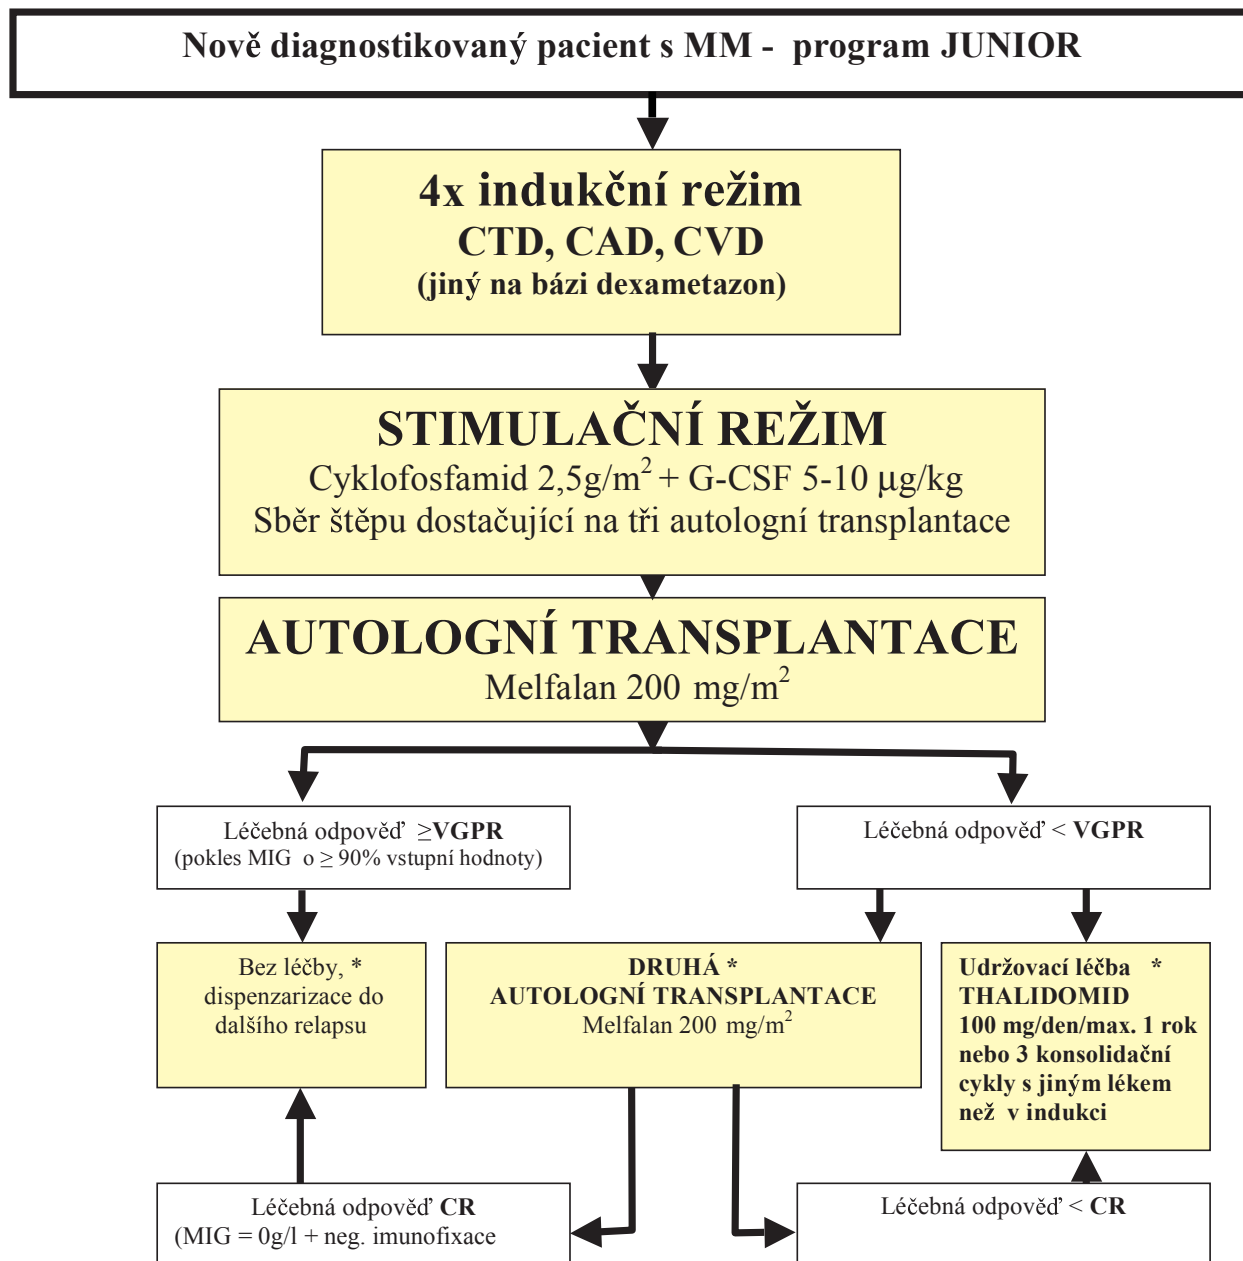 Nově diagnostikovaný pacient s MM - program JUNIOR
4x indukční režim
CTD, CAD, CVD
(jiný na bázi dexametazon)
STIMULAČNÍ REŽIM
Cyklofosfamid 2,5g/m² + G-CSF 5-10 μg/kg
Sběr štěpu dostačující na tři autologní transplantace
AUTOLOGNÍ TRANSPLANTACE
Melfalan 200 mg/m²
Léčebná odpověď ≥VGPR
(pokles MIG o ≥ 90% vstupní hodnoty)
Léčebná odpověď < VGPR
Bez léčby, *
dispenzarizace do
dalšího relapsu
DRUHÁ *
AUTOLOGNÍ TRANSPLANTACE
Melfalan 200 mg/m²
Udržovací léčba *
THALIDOMID
100 mg/den/max. 1 rok
nebo 3 konsolidační
cykly s jiným lékem
než v indukci
Léčebná odpověď CR
(MIG = 0g/l + neg. imunofixace
Léčebná odpověď < CR